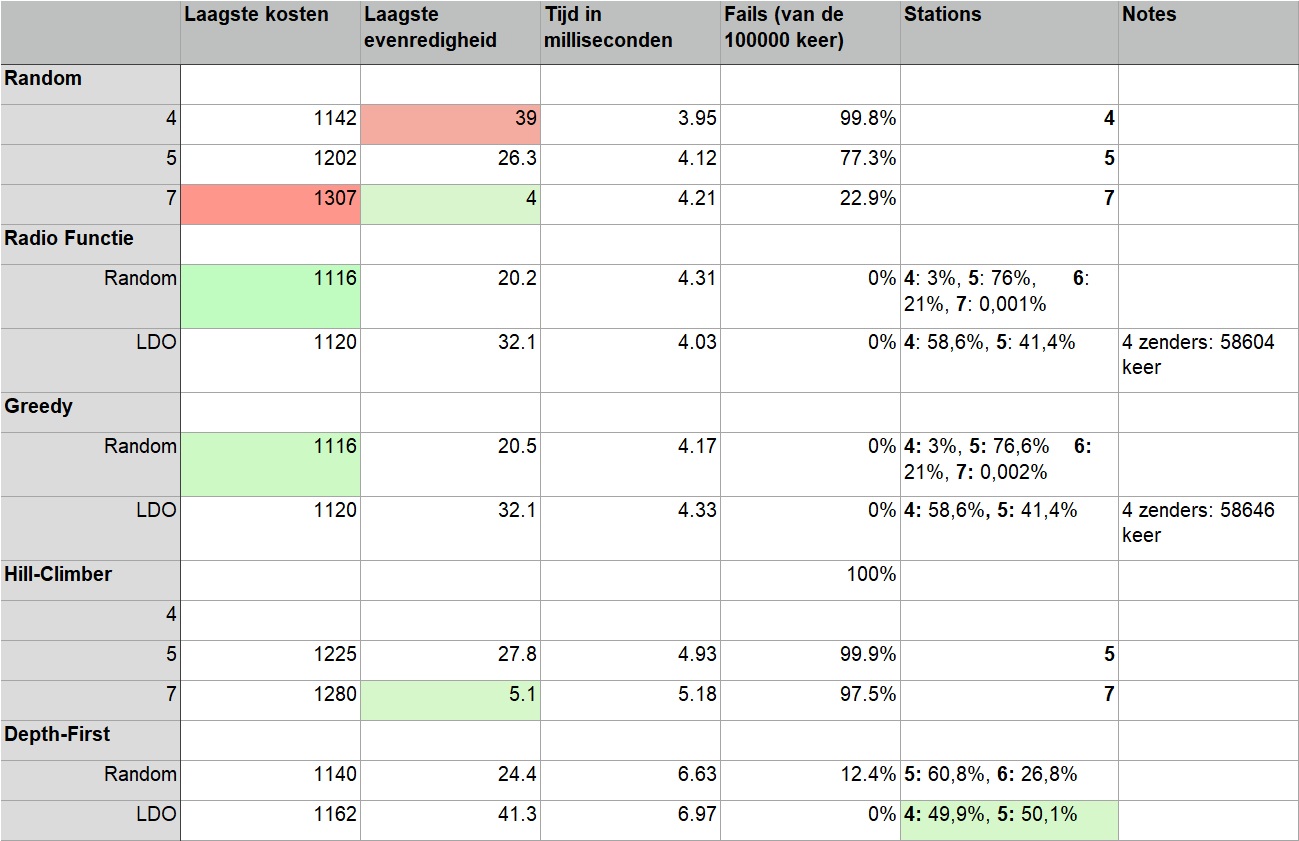 Laagste kosten Laagste evenredigheid Tijd in milliseconden Fails (van de 100000 keer) Stations Notes
Random
4 1142 39 3.95 99.8% 4
5 1202 26.3 4.12 77.3% 5
7 1307 4 4.21 22.9% 7
Radio Functie
Random 1116 20.2 4.31 0% 4: 3%, 5: 76%, 6:
21%, 7: 0,001%
LDO 1120 32.1 4.03 0% 4: 58,6%, 5: 41,4% 4 zenders: 58604
keer
Greedy
Random 1116 20.5 4.17 0% 4: 3%, 5: 76,6% 6:
21%, 7: 0,002%
LDO 1120 32.1 4.33 0% 4: 58,6%, 5: 41,4% 4 zenders: 58646
keer
Hill-Climber 100%
4
5 1225 27.8 4.93 99.9% 5
7 1280 5.1 5.18 97.5% 7
Depth-First
Random 1140 24.4 6.63 12.4% 5: 60,8%, 6: 26,8%
LDO 1162 41.3 6.97 0% 4: 49,9%, 5: 50,1%